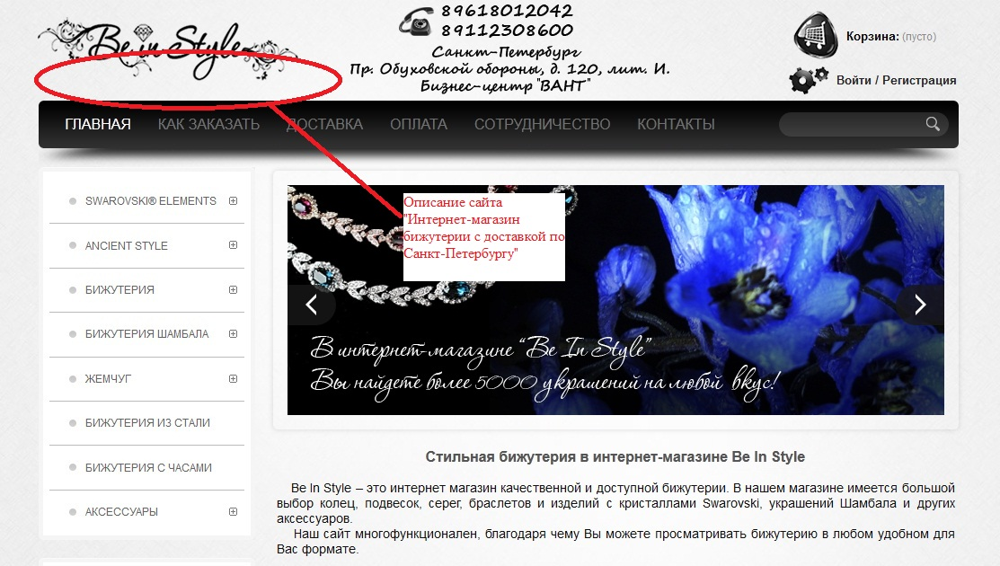 Be in Style
89618012042
89112308600
Санкт-Петербург
Пр. Обуховской обороны, д. 120, лит. И.
Бизнес-центр "ВАНТ"
Корзина: (пусто)
Войти / Регистрация
ГЛАВНАЯ КАК ЗАКАЗАТЬ ДОСТАВКА ОПЛАТА СОТРУДНИЧЕСТВО КОНТАКТЫ
SWAROVSKI® ELEMENTS
ANCIENT STYLE
БИЖУТЕРИЯ
БИЖУТЕРИЯ ШАМБАЛА
ЖЕМЧУГ
БИЖУТЕРИЯ ИЗ СТАЛИ
БИЖУТЕРИЯ С ЧАСАМИ
АКСЕССУАРЫ
Описание сайта
"Интернет-магазин
бижутерии с доставкой по
Санкт-Петербургу"
В интернет-магазине “Be In Style”
Вы найдете более 5000 украшений на любой вкус!
Стильная бижутерия в интернет-магазине Be In Style
Be In Style – это интернет магазин качественной и доступной бижутерии. В нашем магазине имеется большой
выбор колец, подвесок, серег, браслетов и изделий с кристаллами Swarovski, украшений Шамбала и других
аксессуаров.
Наш сайт многофункционален, благодаря чему Вы можете просматривать бижутерию в любом удобном для
Вас формате.